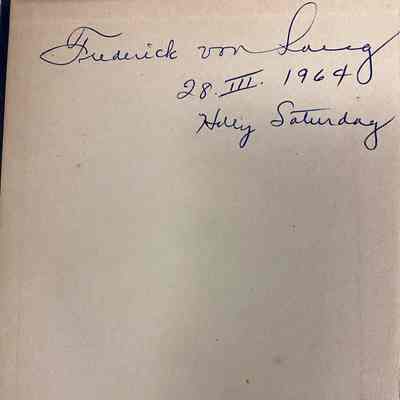 Frederick von
28. III. 1964
Holy Saturday